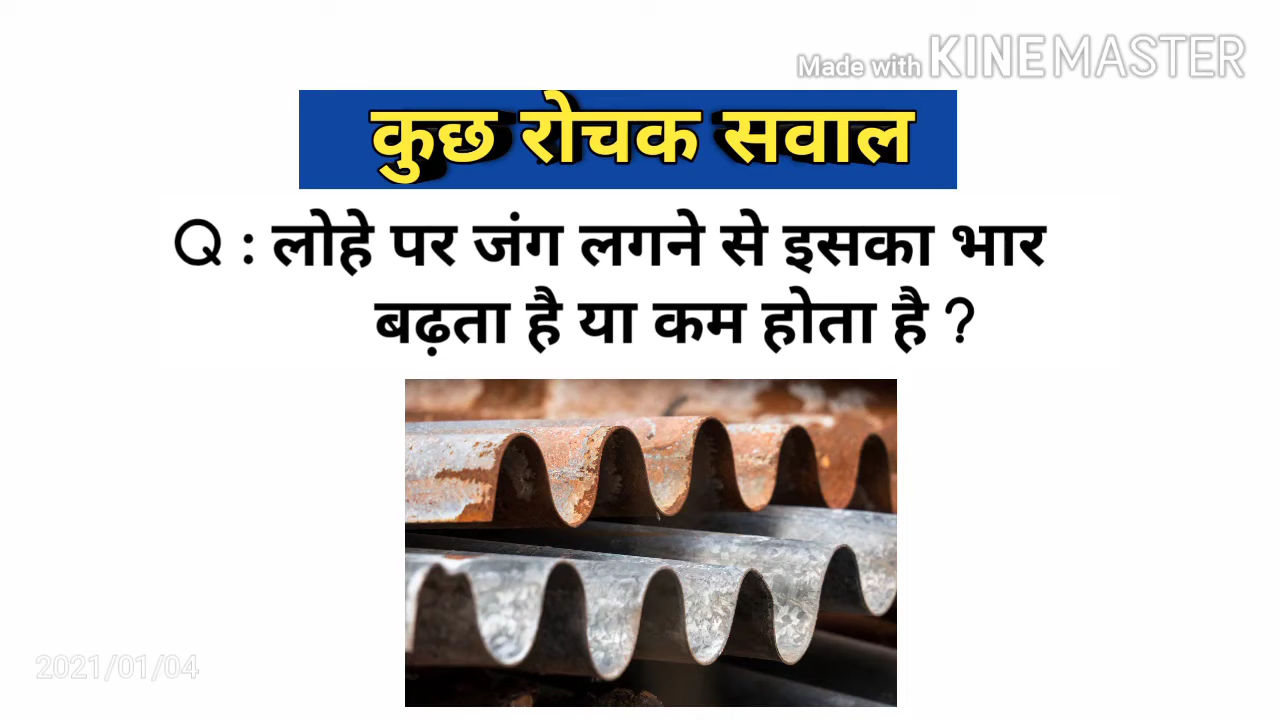 Made with KINEMASTER
कुछ रोचक सवाल
Q : लोहे पर जंग लगने से इसका भार
बढ़ता है या कम होता है ?
2021/01/04